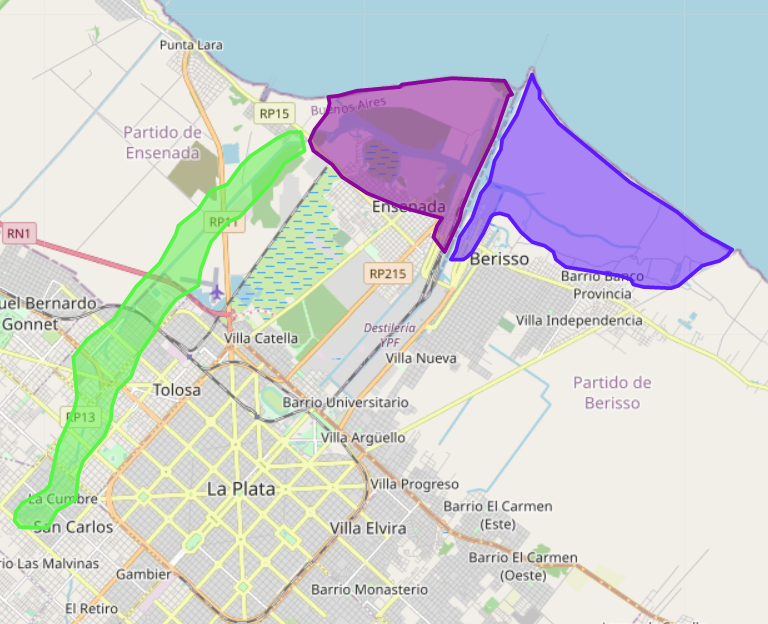 Punta Lara
RP15
Buenos Aires
Partido de
Ensenada
Ensenada
RP11
RN1
Berisso
RP215
Barrio Banco
Provincia
uel Bernardo
Gonnet
Villa Independencia
Destilería
YPF
Villa Catella
Villa Nueva
Partido de
Berisso
Tolosa
Barrio Universitario
RP13
Villa Argüello
La Plata
Villa Progreso
La Cumbre
San Carlos
Barrio El Carmen
(Este)
Villa Elvira
rio Las Malvinas
Gambier
Barrio El Carmen
(Oeste)
Barrio Monasterio
El Retiro